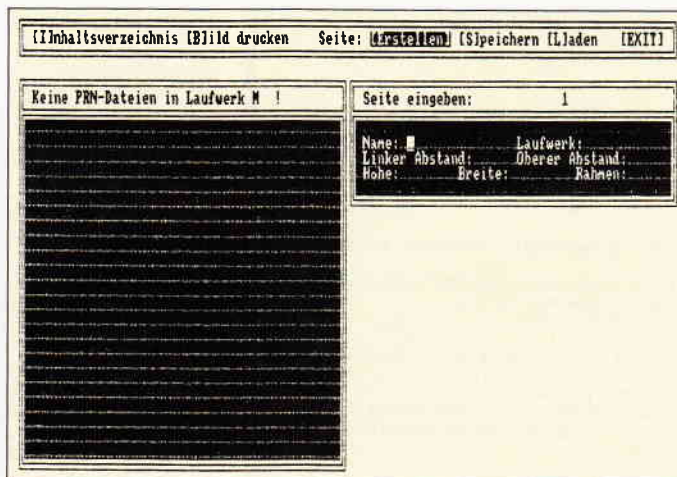 [I]nhaltsverzeichnis [B]ild drucken Seite: [Erstellen] [S]peichern [L]aden [EXIT]
Keine PRN-Dateien in Laufwerk M !
Seite eingeben: 1
Name: Laufwerk:
Linker Abstand: Oberer Abstand:
Hohe: Breite: Rahmen: